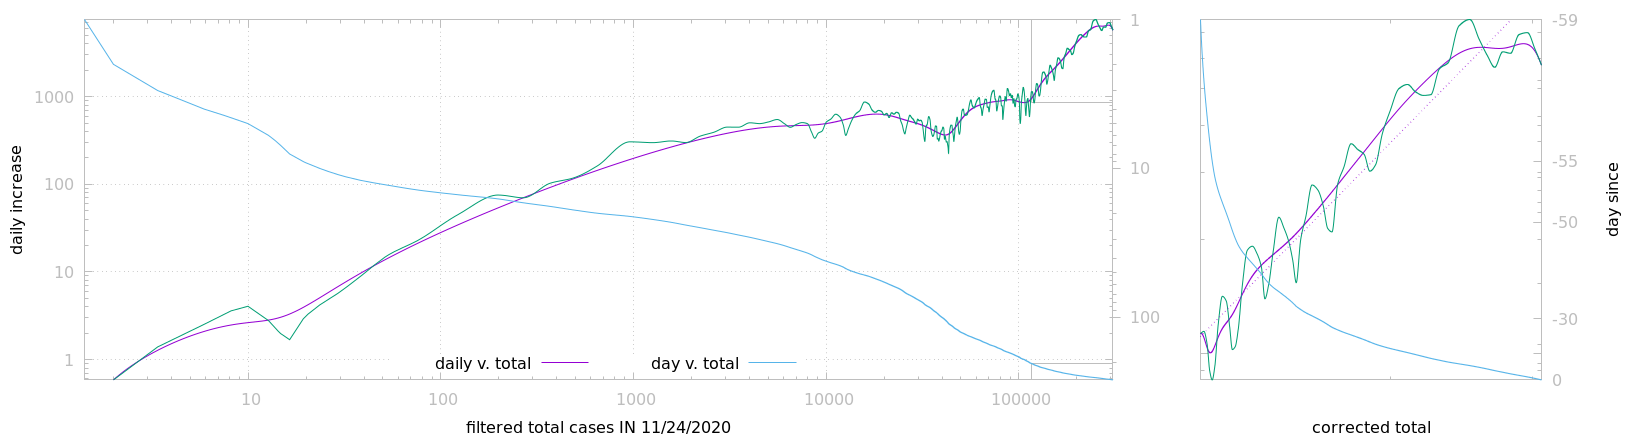 1000
100
10
1
daily increase
daily v. total
day v. total
10
100
1000
10000
100000
filtered total cases IN 11/24/2020
1
10
100
-59
-55
-50
-30
0
day since
corrected total